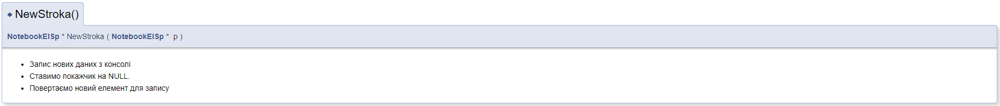 ◆ NewStroka()
NotebookElSp * NewStroka ( NotebookElSp * p )
• Запис нових даних з консолі
• Ставимо покажчик на NULL.
• Повертаємо новий елемент для запису